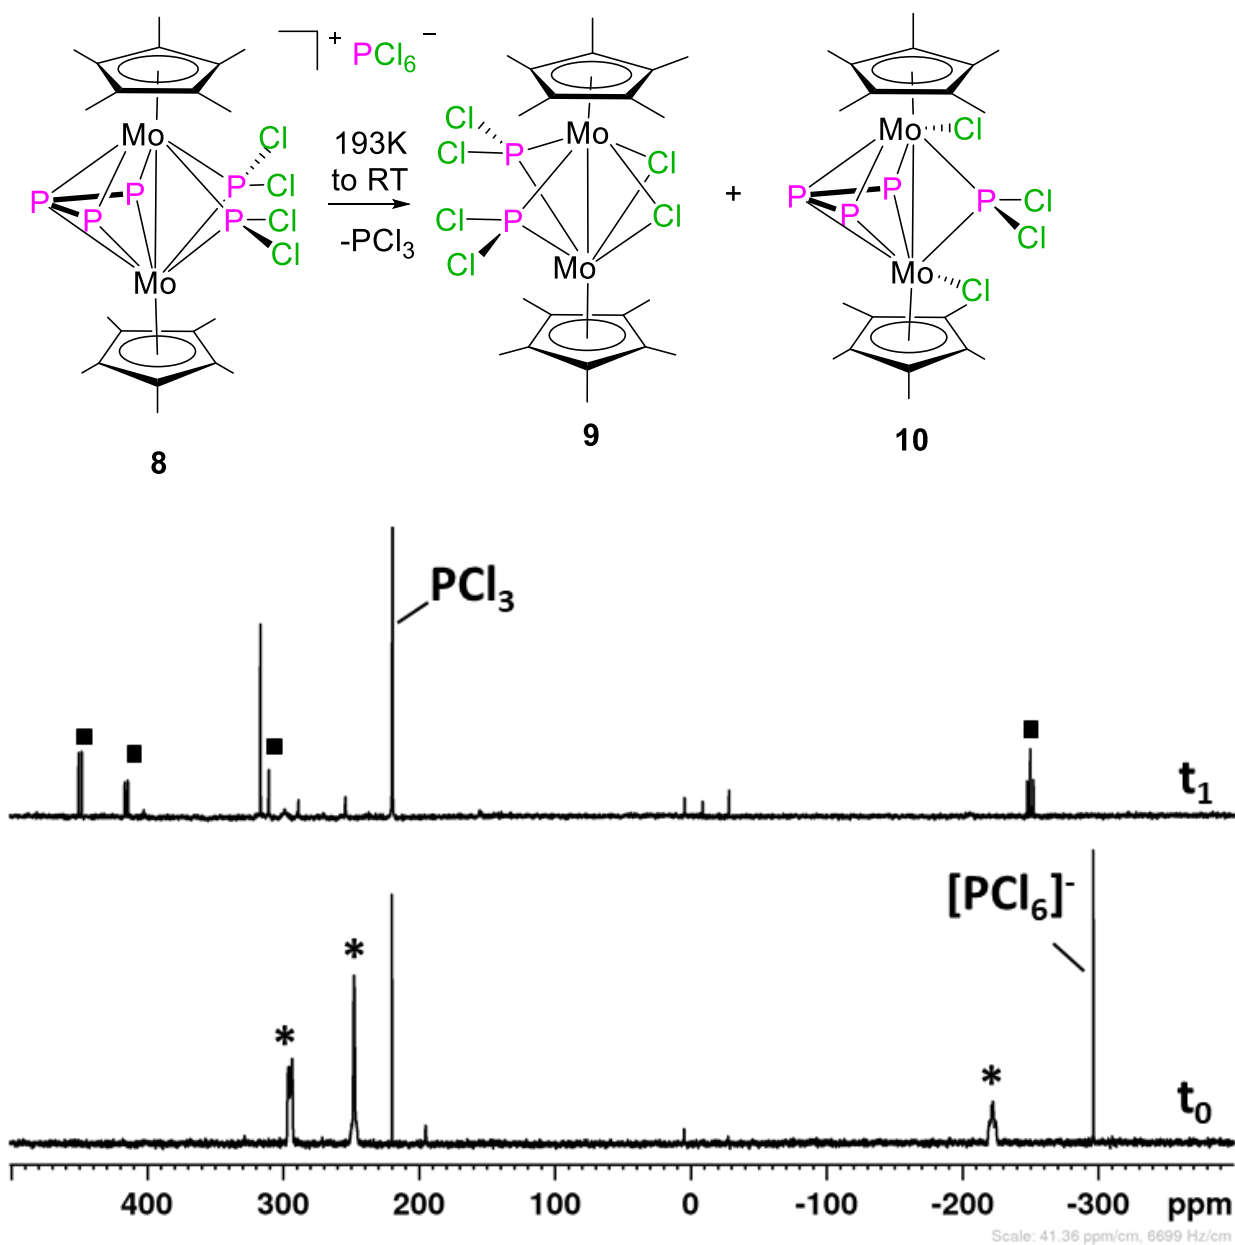 + PCl6 −
Mo
Cl
Cl
P
P
P
P
P
Cl
Cl
Mo
8
193K
to RT
-PCl3
Cl
Cl
P
Mo
Cl
Cl
P
Cl
Cl
Mo
9
+
Mo
Cl
P
P
P
P
Cl
Cl
Mo
Cl
10
PCl3
■
■
■
■
t1
[PCl6]-
*
*
*
t0
400 300 200 100 0 -100 -200 -300 ppm
Scale: 41.36 ppm/cm, 6699 Hz/cm